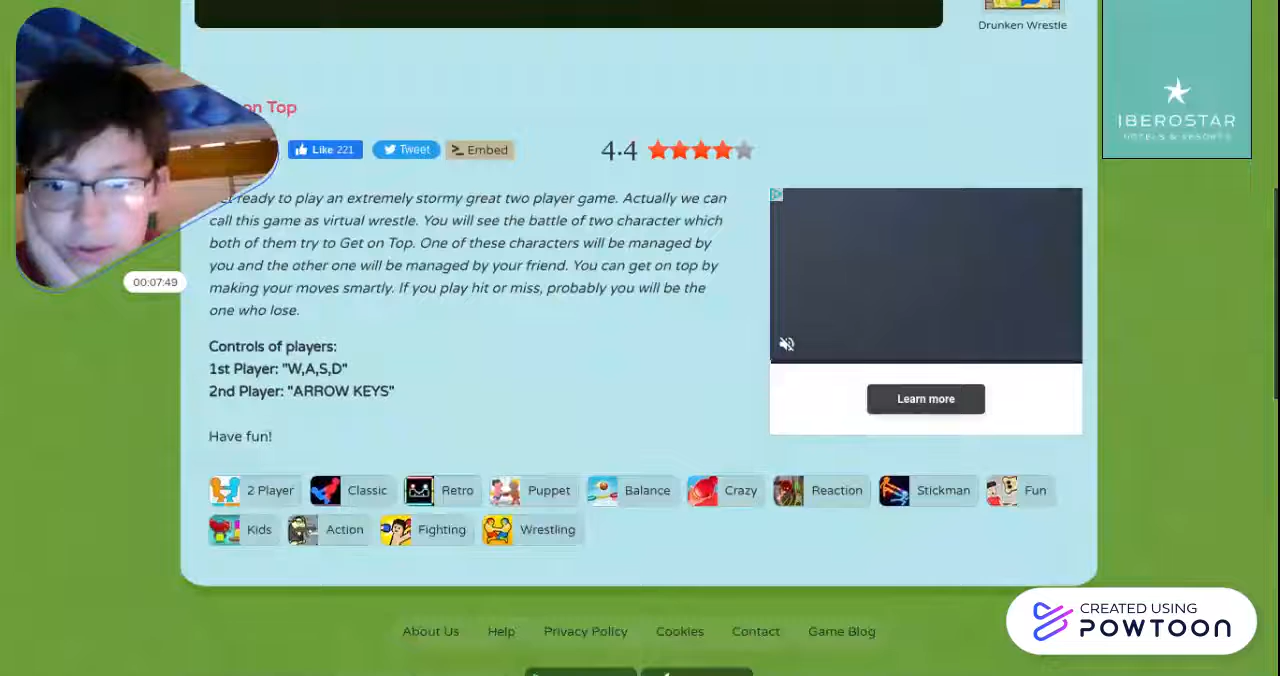 Drunken Wrestle
IBEROSTAR
HOTELS & RESORTS
on Top
Like 221
Tweet
Embed
4.4
ready to play an extremely stormy great two player game. Actually we can
call this game as virtual wrestle. You will see the battle of two character which
both of them try to Get on Top. One of these characters will be managed by
you and the other one will be managed by your friend. You can get on top by
making your moves smartly. If you play hit or miss, probably you will be the
one who lose.
00:07:49
Controls of players:
1st Player: "W,A,S,D"
2nd Player: "ARROW KEYS"
Have fun!
Learn more
2 Player
Classic
Retro
Puppet
Balance
Crazy
Reaction
Stickman
Fun
Kids
Action
Fighting
Wrestling
About Us
Help
Privacy Policy
Cookies
Contact
Game Blog
CREATED USING
POWTOON